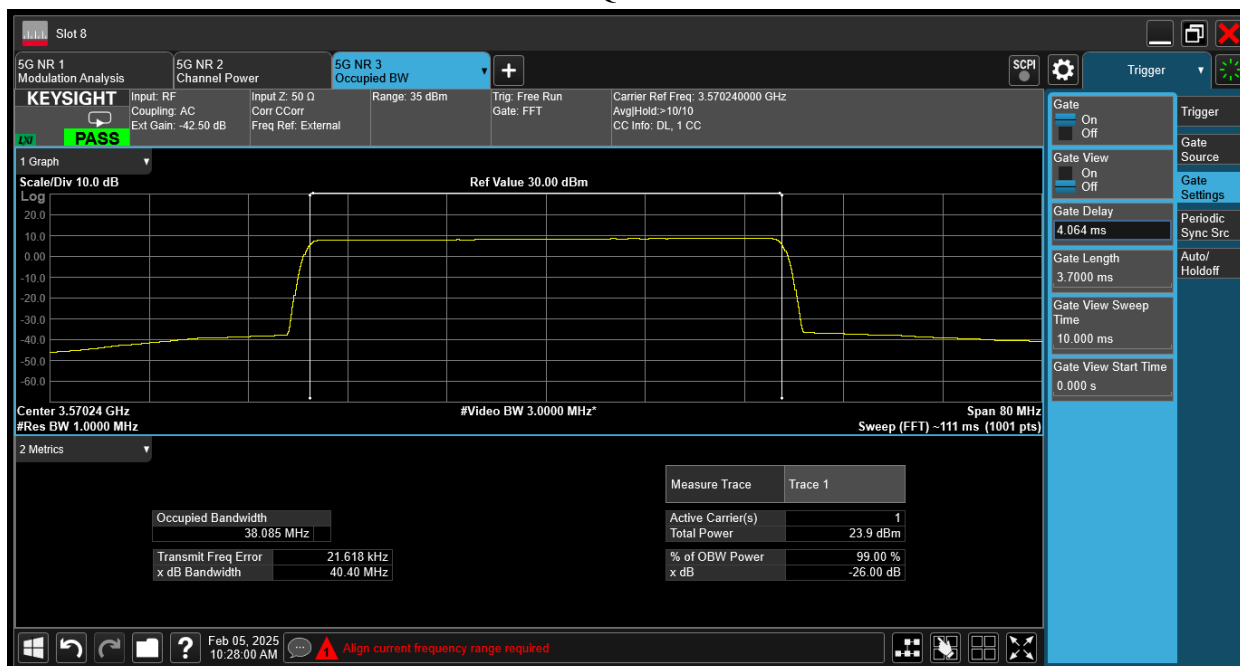 Slot 8
5G NR 1
Modulation Analysis
5G NR 2
Channel Power
5G NR 3
Occupied BW
SCPI
Trigger
KEYSIGHT
LXI
PASS
Input: RF
Coupling: AC
Ext Gain: -42.50 dB
Input Z: 50 Ω
Corr CCorr
Freq Ref: External
Range: 35 dBm
Trig: Free Run
Gate: FFT
Carrier Ref Freq: 3.570240000 GHz
Avg|Hold:>10/10
CC Info: DL, 1 CC
1 Graph
Scale/Div 10.0 dB
Ref Value 30.00 dBm
Log
20.0
10.0
0.00
-10.0
-20.0
-30.0
-40.0
-50.0
-60.0
Center 3.57024 GHz
#Res BW 1.0000 MHz
#Video BW 3.0000 MHz*
Span 80 MHz
Sweep (FFT) ~111 ms (1001 pts)
2 Metrics
Occupied Bandwidth
38.085 MHz
Transmit Freq Error 21.618 kHz
x dB Bandwidth 40.40 MHz
Measure Trace Trace 1
Active Carrier(s) 1
Total Power 23.9 dBm
% of OBW Power 99.00 %
x dB -26.00 dB
Gate
On
Off
Gate View
On
Off
Gate Delay
4.064 ms
Gate Length
3.7000 ms
Gate View Sweep
Time
10.000 ms
Gate View Start Time
0.000 s
Trigger
Gate
Source
Gate
Settings
Periodic
Sync Src
Auto/
Holdoff
?
Feb 05, 2025
10:28:00 AM
1
Align current frequency range required